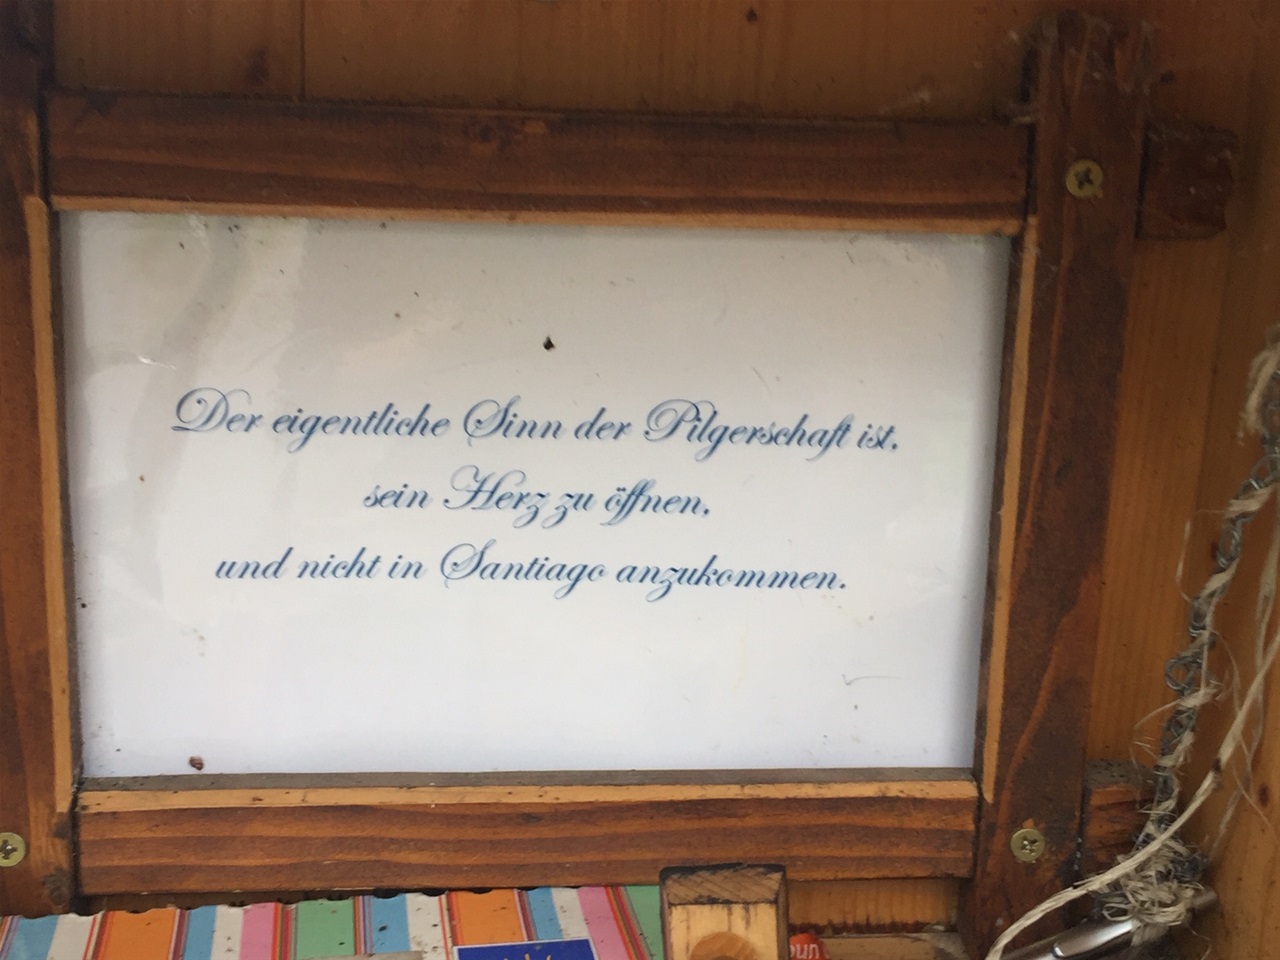 Der eigentliche Sinn der Pilgerschaft ist.
sein Herz zu öffnen.
und nicht in Santiago anzukommen.